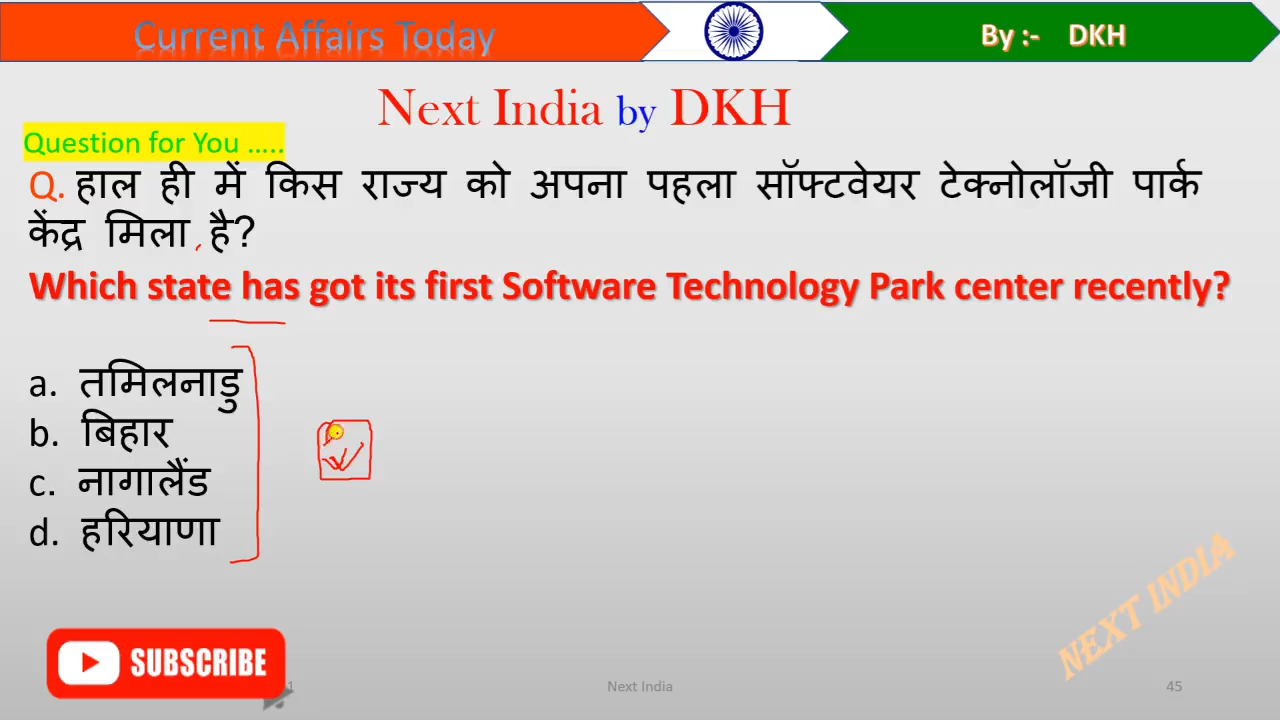 Current Affairs Today
By :- DKH
Next India by DKH
Question for You …..
Q. हाल ही में किस राज्य को अपना पहला सॉफ्टवेयर टेक्नोलॉजी पार्क
केंद्र मिला है?
Which state has got its first Software Technology Park center recently?
a. तमिलनाडु
b. बिहार
c. नागालैंड
d. हरियाणा
NEXT INDIA
SUBSCRIBE
1
Next India
45